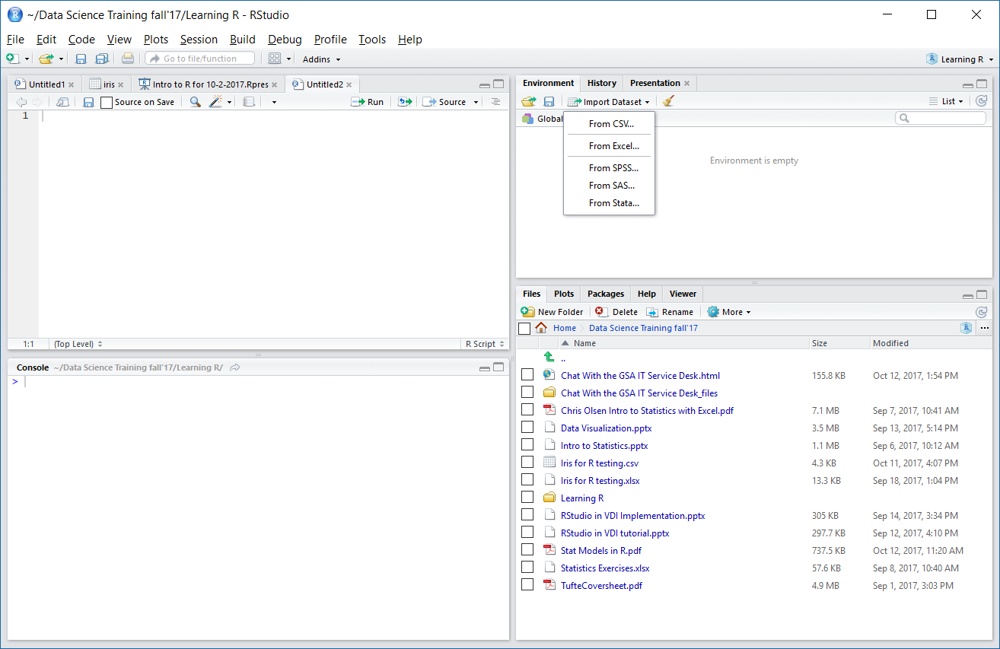 ~/Data Science Training fall'17/Learning R - RStudio
File Edit Code View Plots Session Build Debug Profile Tools Help
Go to file/function Addins Learning R
Untitled1 iris Intro to R for 10-2-2017.Rpres Untitled2
Source on Save Run Source
1
1:1 (Top Level) R Script
Console ~/Data Science Training fall'17/Learning R/
>
Environment History Presentation
Import Dataset List
Global
From CSV...
From Excel...
From SPSS...
From SAS...
From Stata...
Environment is empty
Files Plots Packages Help Viewer
New Folder Delete Rename More
Home Data Science Training fall'17 ...
Name Size Modified
..
Chat With the GSA IT Service Desk.html 155.8 KB Oct 12, 2017, 1:54 PM
Chat With the GSA IT Service Desk_files
Chris Olsen Intro to Statistics with Excel.pdf 7.1 MB Sep 7, 2017, 10:41 AM
Data Visualization.pptx 3.5 MB Sep 13, 2017, 5:14 PM
Intro to Statistics.pptx 1.1 MB Sep 6, 2017, 10:12 AM
Iris for R testing.csv 4.3 KB Oct 11, 2017, 4:07 PM
Iris for R testing.xlsx 13.3 KB Sep 18, 2017, 1:04 PM
Learning R
RStudio in VDI Implementation.pptx 305 KB Sep 14, 2017, 3:34 PM
RStudio in VDI tutorial.pptx 297.7 KB Sep 12, 2017, 4:10 PM
Stat Models in R.pdf 737.5 KB Oct 12, 2017, 11:20 AM
Statistics Exercises.xlsx 57.6 KB Sep 8, 2017, 10:40 AM
TufteCoversheet.pdf 4.9 MB Sep 1, 2017, 3:03 PM